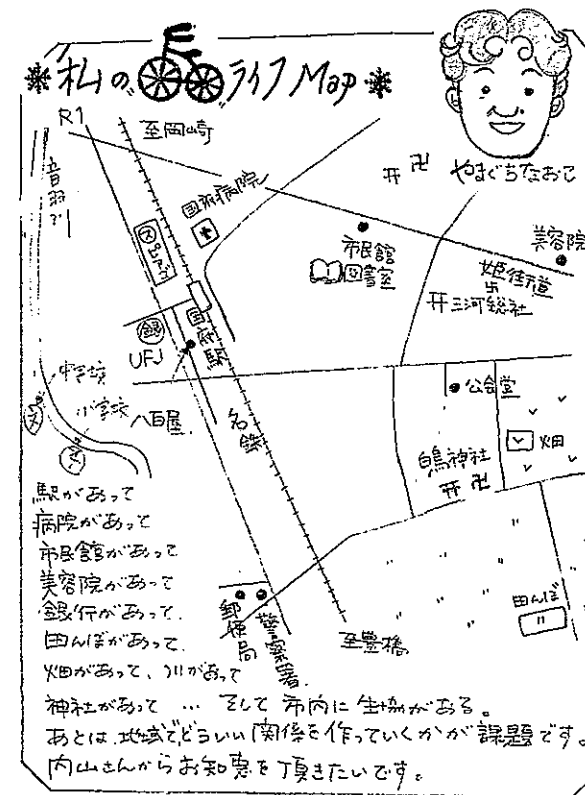 私の
ライフMap
R1
至岡崎
音羽川
国府病院
やまぐちなおこ
スピアゴ
市民館
図書室
美容院
姫街道
三河総社
国府駅
銀
UFJ
中学校
小学校
八百屋
名鉄
公会堂
畑
白鳥神社
田んぼ
郵便局
警察署
至豊橋
駅があって
病院があって
市民館があって
美容院があって
銀行があって、
田んぼがあって、
畑があって、川があって
神社があって … そして 市内に生協がある。
あとは、地域でどういい関係を作っていくかが課題です。
内山さんからお知恵を頂きたいです。